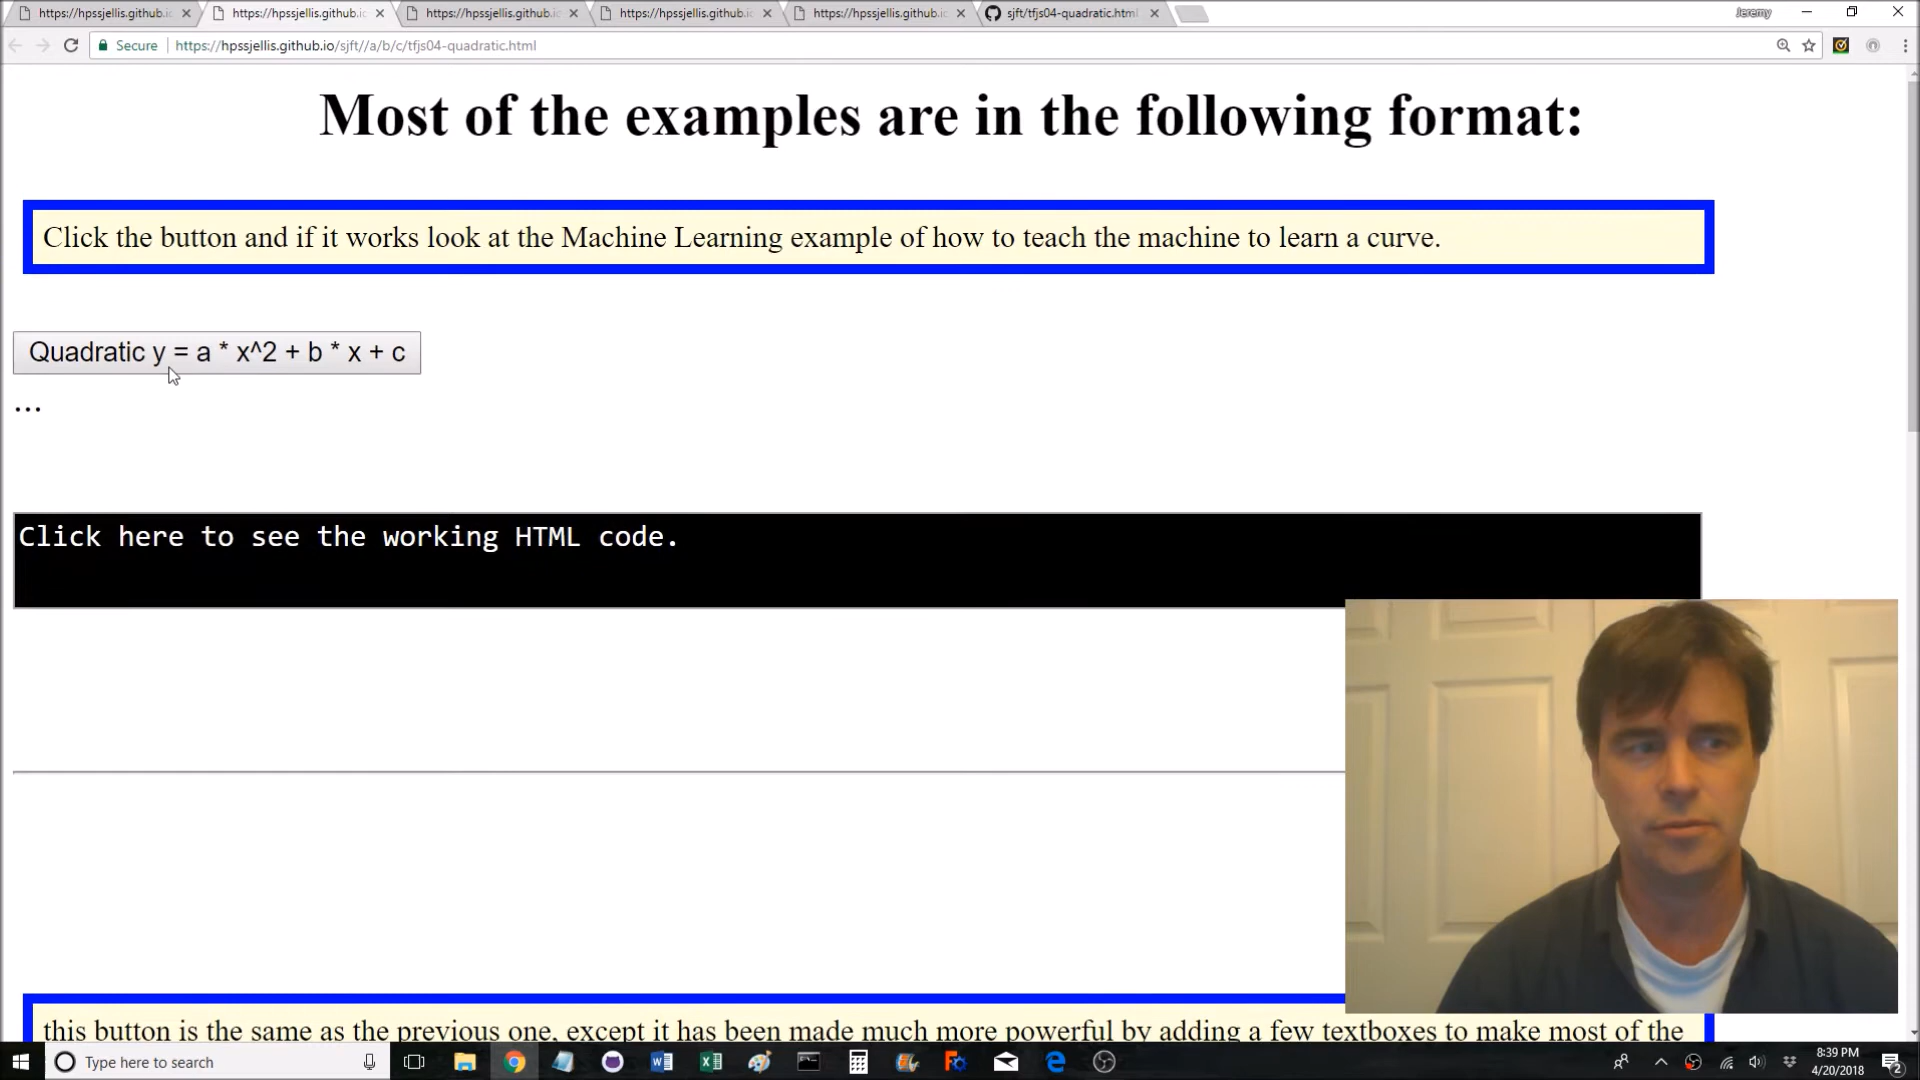 https://hpssjellis.github.io
https://hpssjellis.github.io
https://hpssjellis.github.io
https://hpssjellis.github.io
https://hpssjellis.github.io
sjft/tfjs04-quadratic.html
Jeremy
Secure https://hpssjellis.github.io/sjft//a/b/c/tfjs04-quadratic.html
Most of the examples are in the following format:
Click the button and if it works look at the Machine Learning example of how to teach the machine to learn a curve.
Quadratic y = a * x^2 + b * x + c
...
Click here to see the working HTML code.
this button is the same as the previous one, except it has been made much more powerful by adding a few textboxes to make most of the
Type here to search
8:39 PM
4/20/2018
2